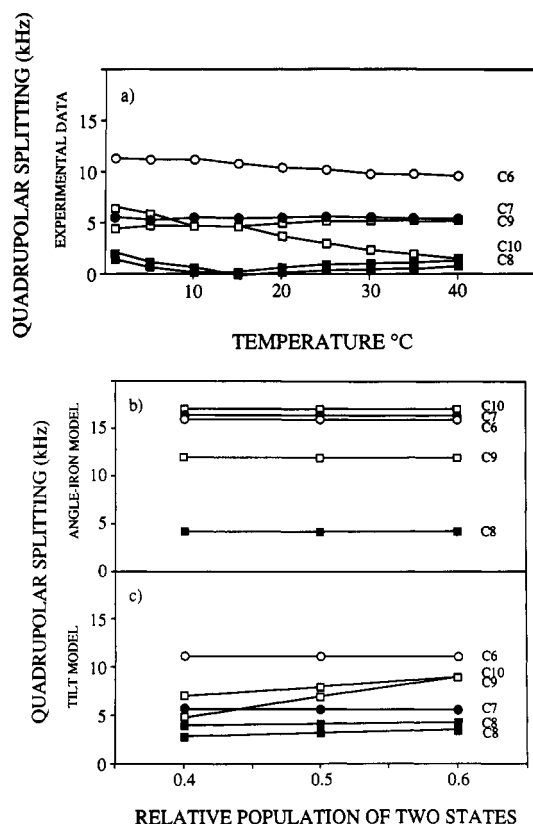 QUADRUPOLAR SPLITTING (kHz)
EXPERIMENTAL DATA
a)
15
10
5
0
C6
C7
C9
C10
C8
10
20
30
40
TEMPERATURE °C
QUADRUPOLAR SPLITTING (kHz)
ANGLE-IRON MODEL
b)
15
10
5
0
C10
C7
C6
C9
C8
TILT MODEL
c)
15
10
5
0
C6
C10
C9
C7
C8
C8
0.4
0.5
0.6
RELATIVE POPULATION OF TWO STATES